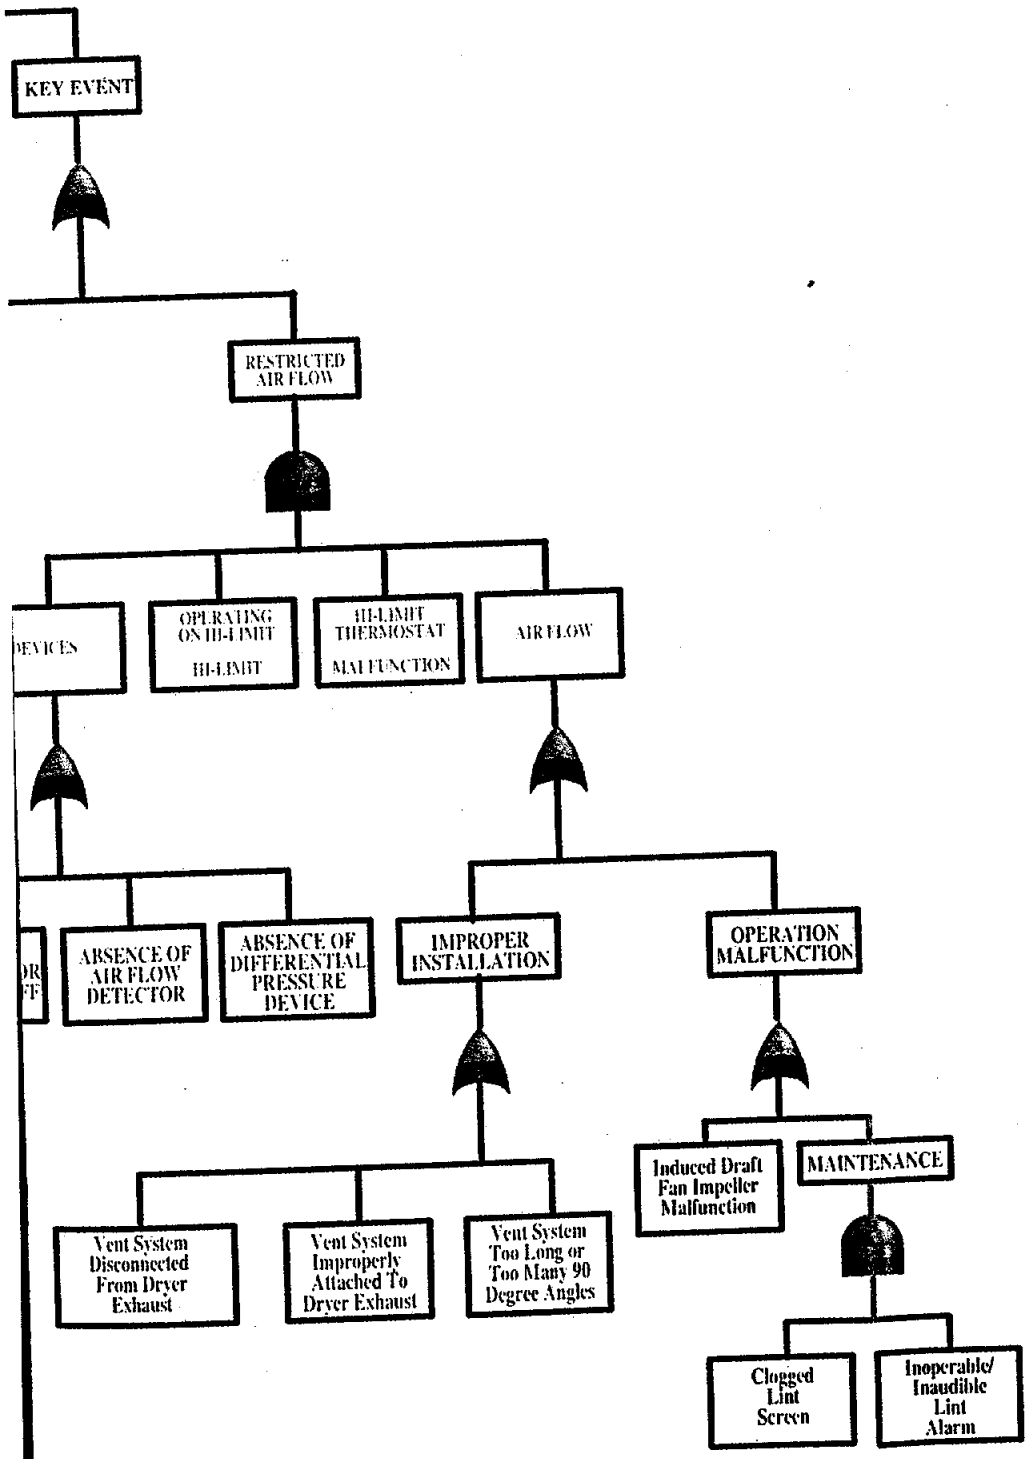 KEY EVENT
RESTRICTED
AIR FLOW
DEVICES
OPERATING
ON HI-LIMIT
HI-LIMIT
HI-LIMIT
THERMOSTAT
MALFUNCTION
AIR FLOW
OR
FF
ABSENCE OF
AIR FLOW
DETECTOR
ABSENCE OF
DIFFERENTIAL
PRESSURE
DEVICE
IMPROPER
INSTALLATION
OPERATION
MALFUNCTION
Induced Draft
Fan Impeller
Malfunction
MAINTENANCE
Vent System
Disconnected
From Dryer
Exhaust
Vent System
Improperly
Attached To
Dryer Exhaust
Vent System
Too Long or
Too Many 90
Degree Angles
Clogged
Lint
Screen
Inoperable/
Inaudible
Lint
Alarm